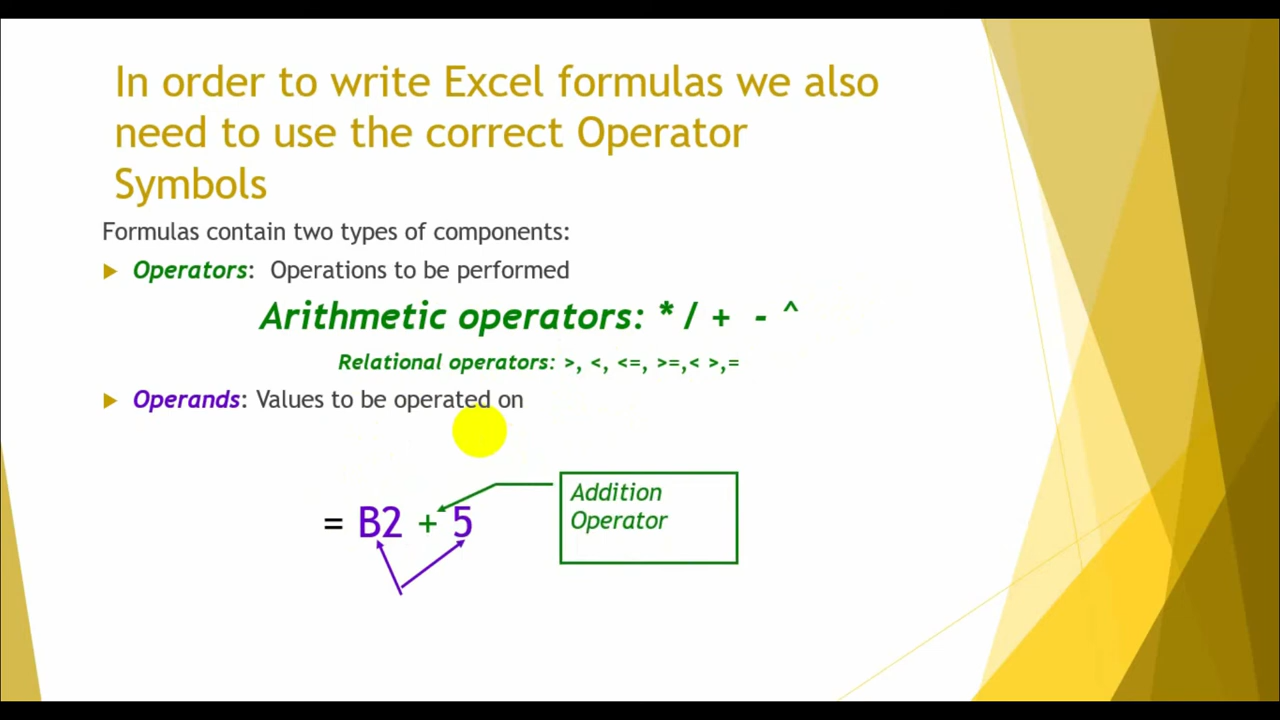 In order to write Excel formulas we also
need to use the correct Operator
Symbols
Formulas contain two types of components:
Operators:  Operations to be performed
Arithmetic operators: * / +  - ^
Relational operators: >, <, <=, >=,< >,=
Operands: Values to be operated on
= B2 + 5
Addition
Operator